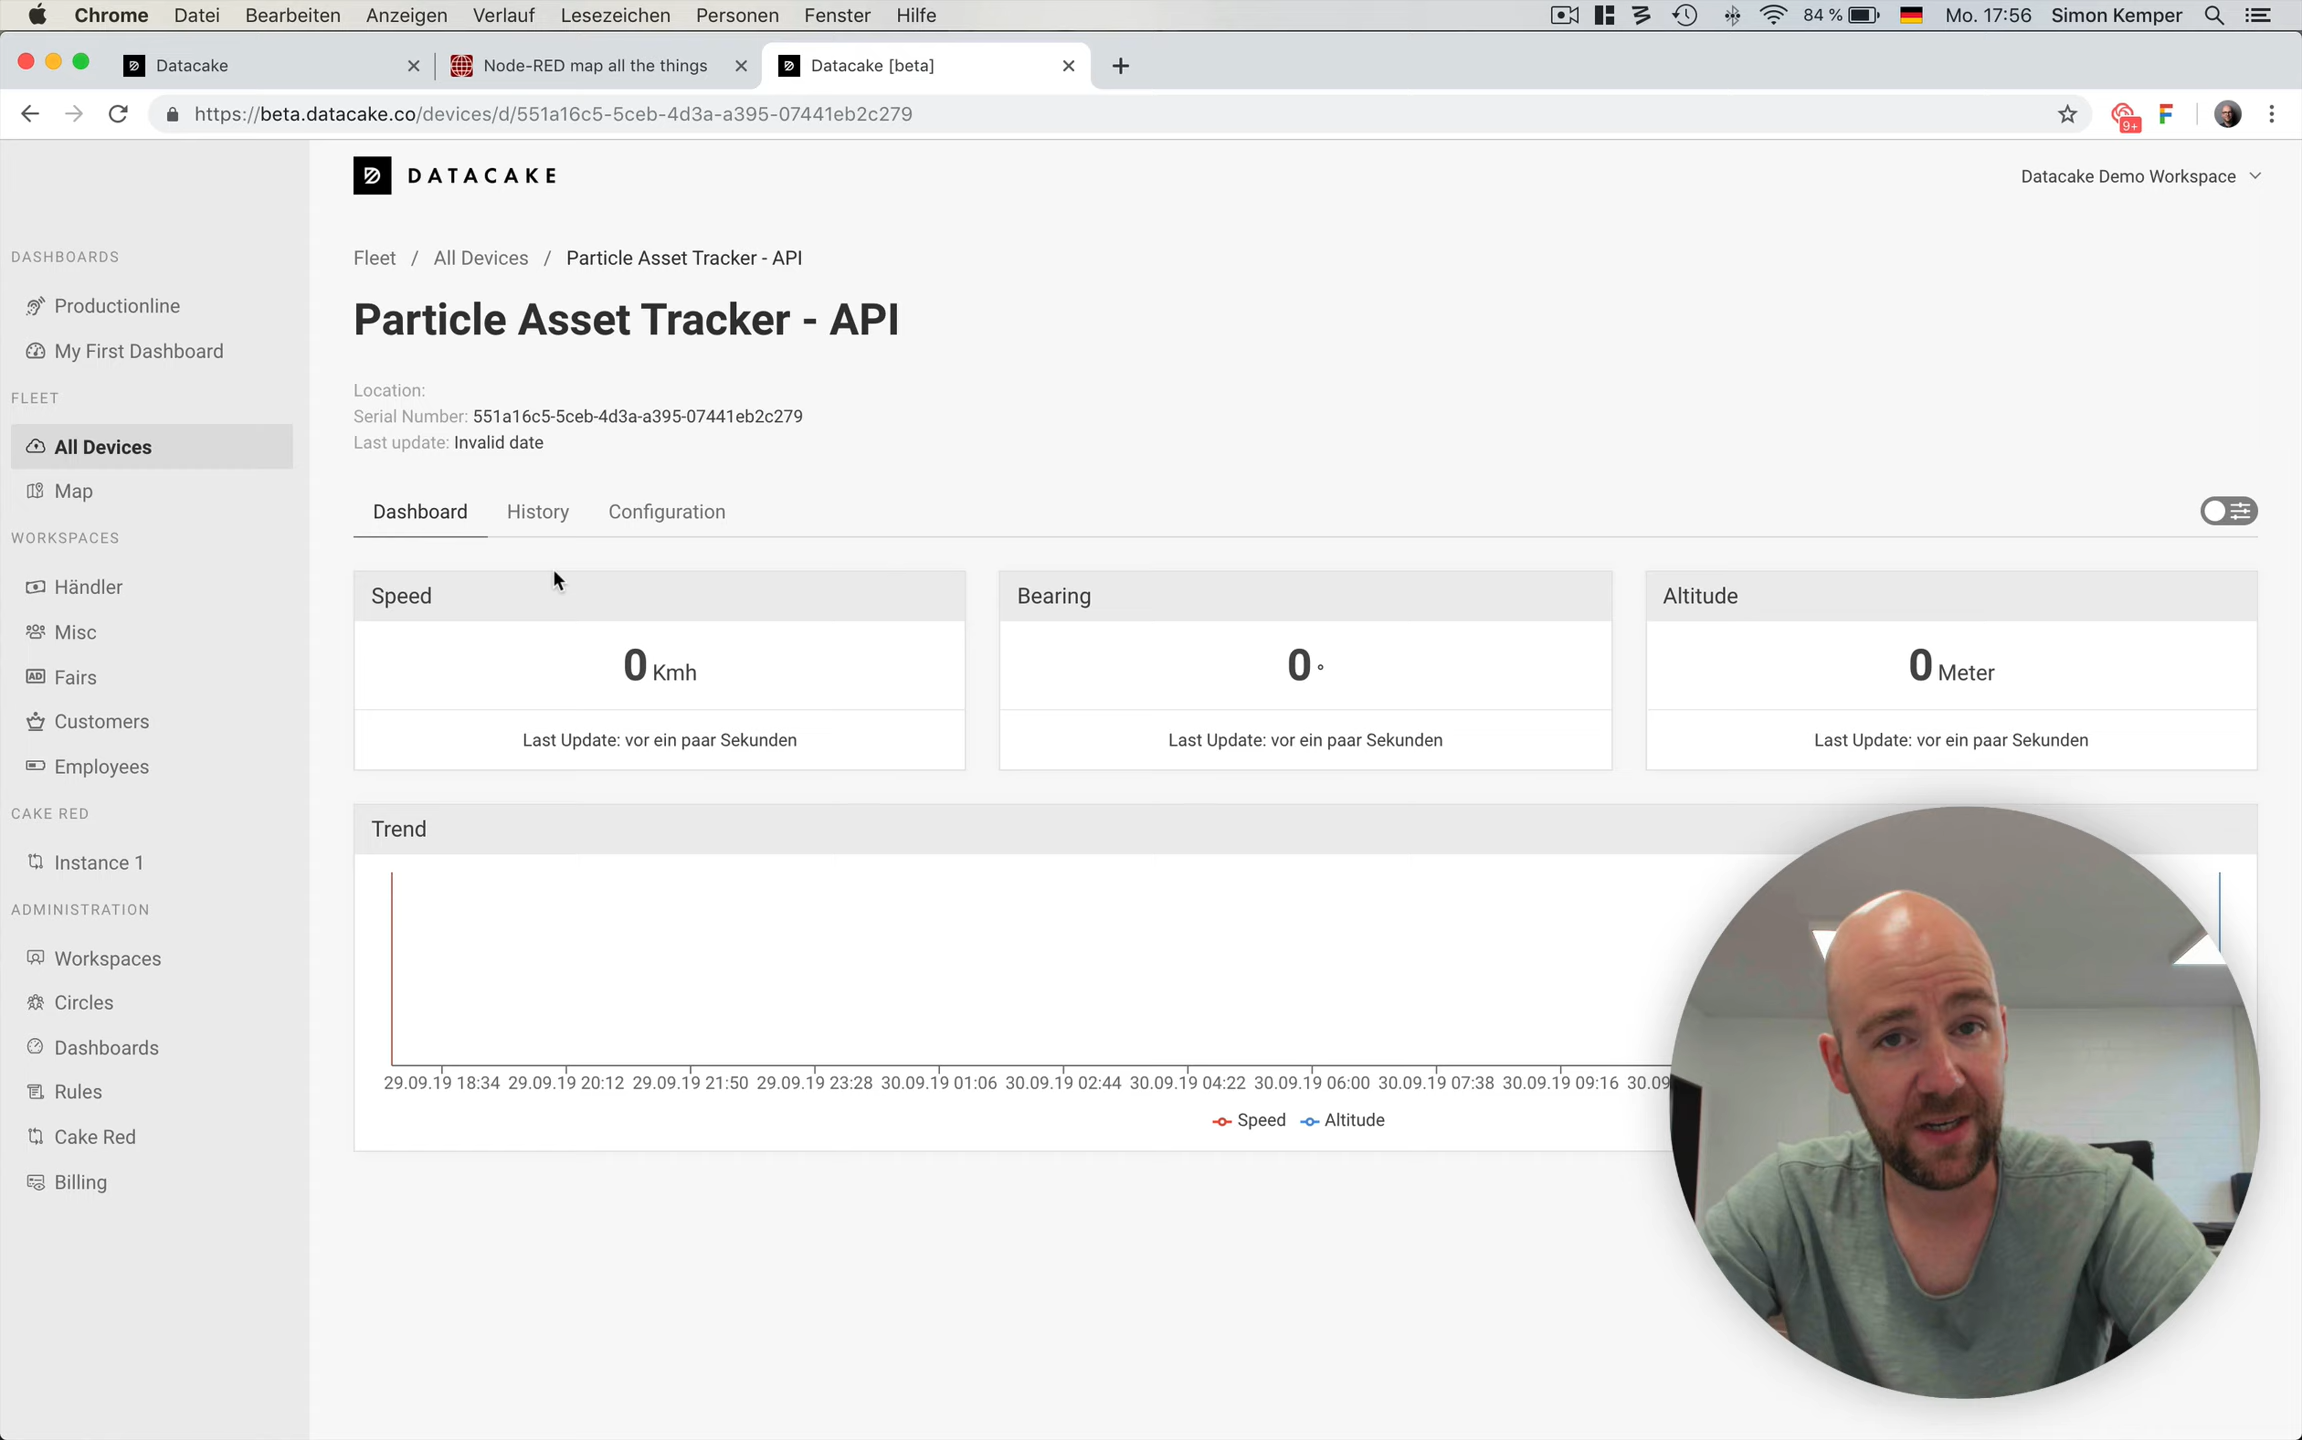 Chrome Datei Bearbeiten Anzeigen Verlauf Lesezeichen Personen Fenster Hilfe 84 % Mo. 17:56 Simon Kemper
Datacake Node-RED map all the things Datacake [beta]
https://beta.datacake.co/devices/d/551a16c5-5ceb-4d3a-a395-07441eb2c279 9+
DATACAKE Datacake Demo Workspace
DASHBOARDS
Productionline
My First Dashboard
FLEET
All Devices
Map
WORKSPACES
Händler
Misc
AD Fairs
Customers
Employees
CAKE RED
Instance 1
ADMINISTRATION
Workspaces
Circles
Dashboards
Rules
Cake Red
Billing
Fleet / All Devices / Particle Asset Tracker - API
Particle Asset Tracker - API
Location:
Serial Number: 551a16c5-5ceb-4d3a-a395-07441eb2c279
Last update: Invalid date
Dashboard History Configuration
Speed
0 Kmh
Last Update: vor ein paar Sekunden
Bearing
0 °
Last Update: vor ein paar Sekunden
Altitude
0 Meter
Last Update: vor ein paar Sekunden
Trend
29.09.19 18:34 29.09.19 20:12 29.09.19 21:50 29.09.19 23:28 30.09.19 01:06 30.09.19 02:44 30.09.19 04:22 30.09.19 06:00 30.09.19 07:38 30.09.19 09:16 30.09
Speed Altitude